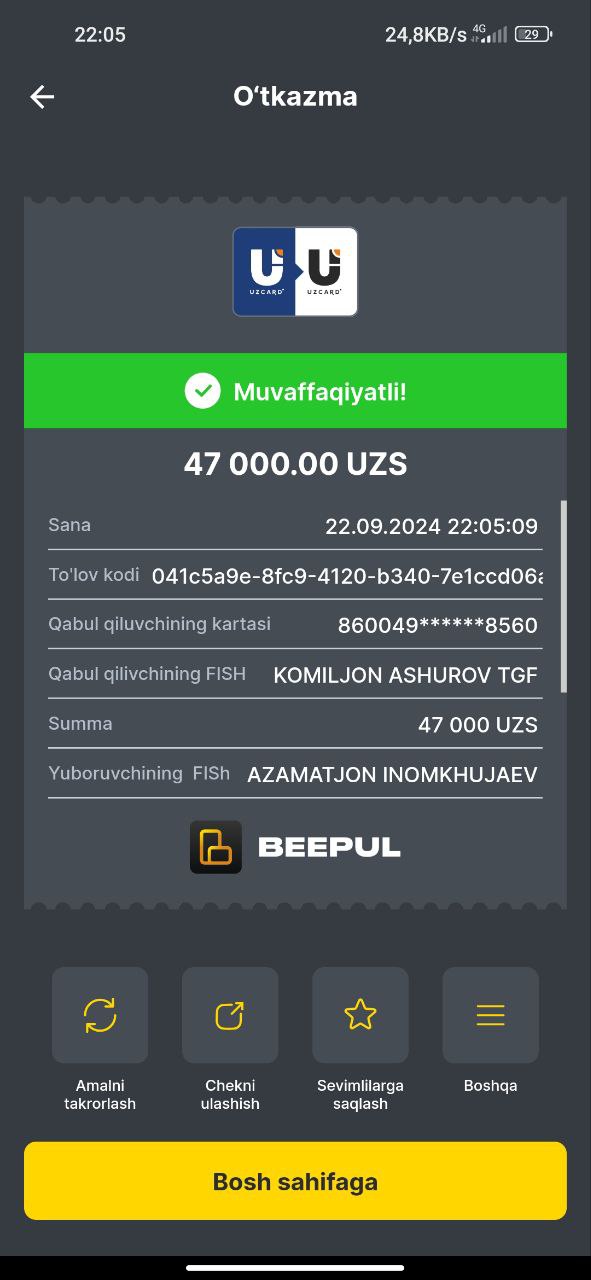 22:05 24,8KB/s 4G 29
O‘tkazma
UZCARD UZCARD
Muvaffaqiyatli!
47 000.00 UZS
Sana 22.09.2024 22:05:09
To'lov kodi 041c5a9e-8fc9-4120-b340-7e1ccd06a
Qabul qiluvchining kartasi 860049******8560
Qabul qilivchining FISH KOMILJON ASHUROV TGF
Summa 47 000 UZS
Yuboruvchining FISh AZAMATJON INOMKHUJAEV
BEEPUL
Amalni takrorlash
Chekni ulashish
Sevimlilarga saqlash
Boshqa
Bosh sahifaga